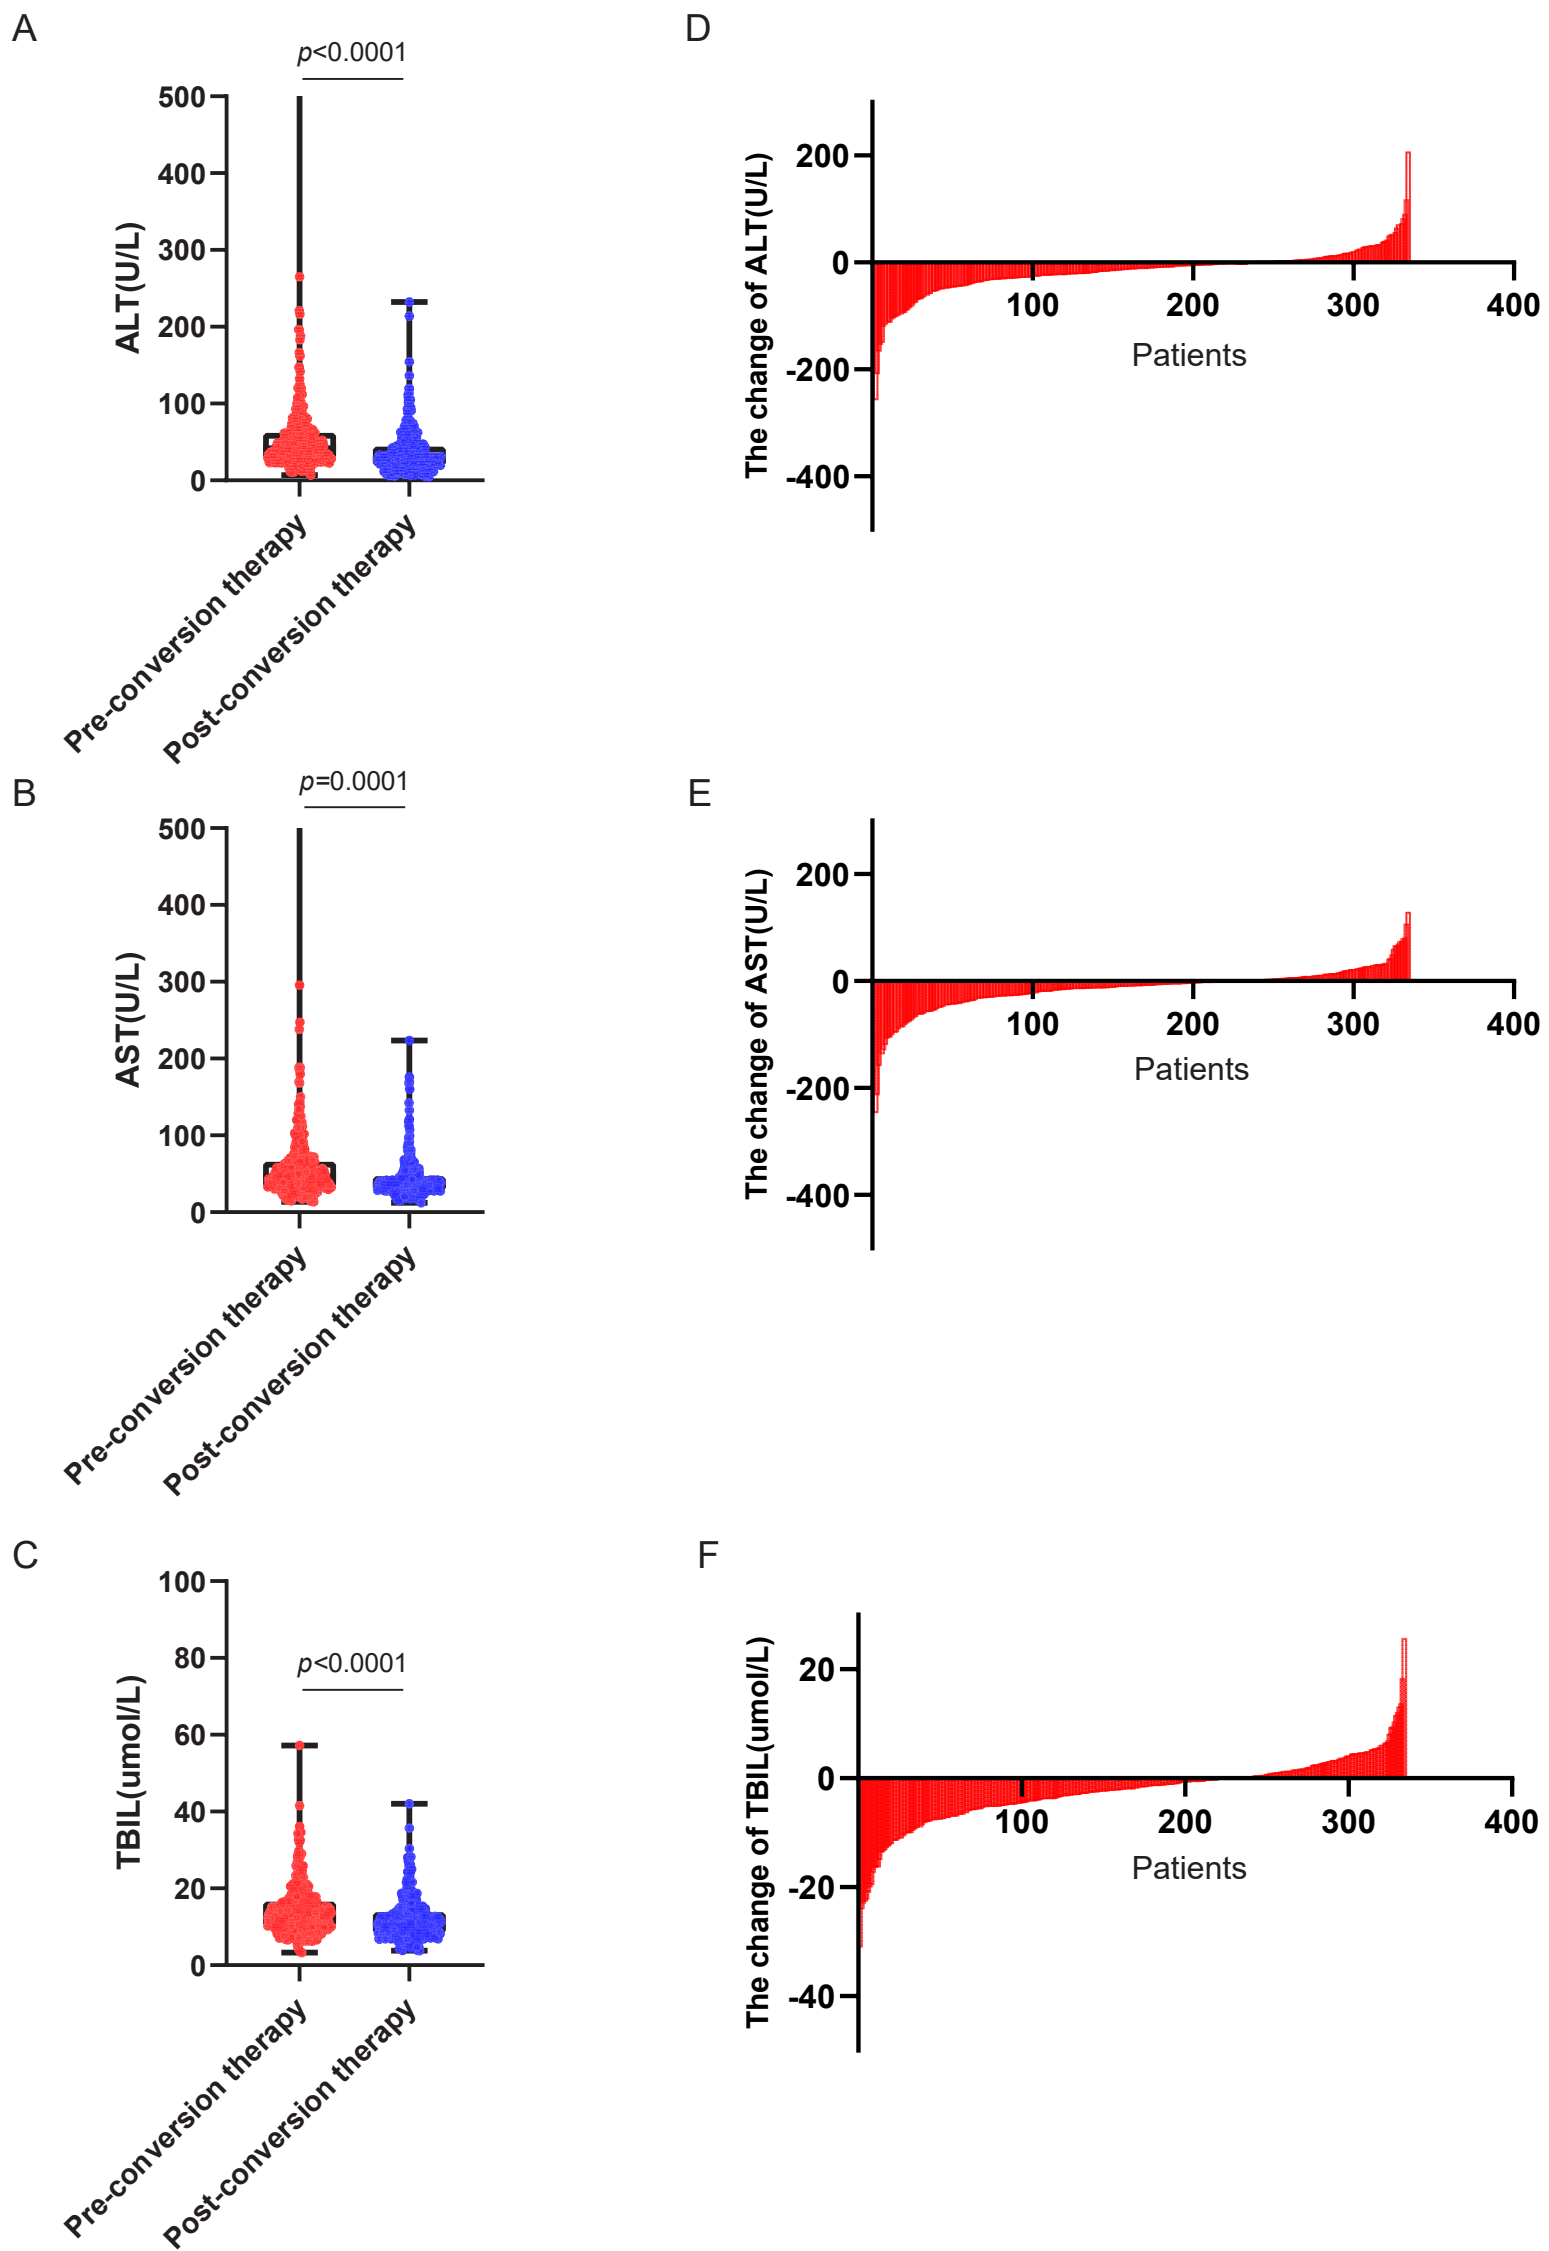 A
p<0.0001
500
400
300
200
100
0
ALT(U/L)
Pre-conversion therapy
Post-conversion therapy
D
200
0
-200
-400
The change of ALT(U/L)
100
200
300
400
Patients
B
p=0.0001
500
400
300
200
100
0
AST(U/L)
Pre-conversion therapy
Post-conversion therapy
E
200
0
-200
-400
The change of AST(U/L)
100
200
300
400
Patients
C
p<0.0001
100
80
60
40
20
0
TBIL(umol/L)
Pre-conversion therapy
Post-conversion therapy
F
20
0
-20
-40
The change of TBIL(umol/L)
100
200
300
400
Patients